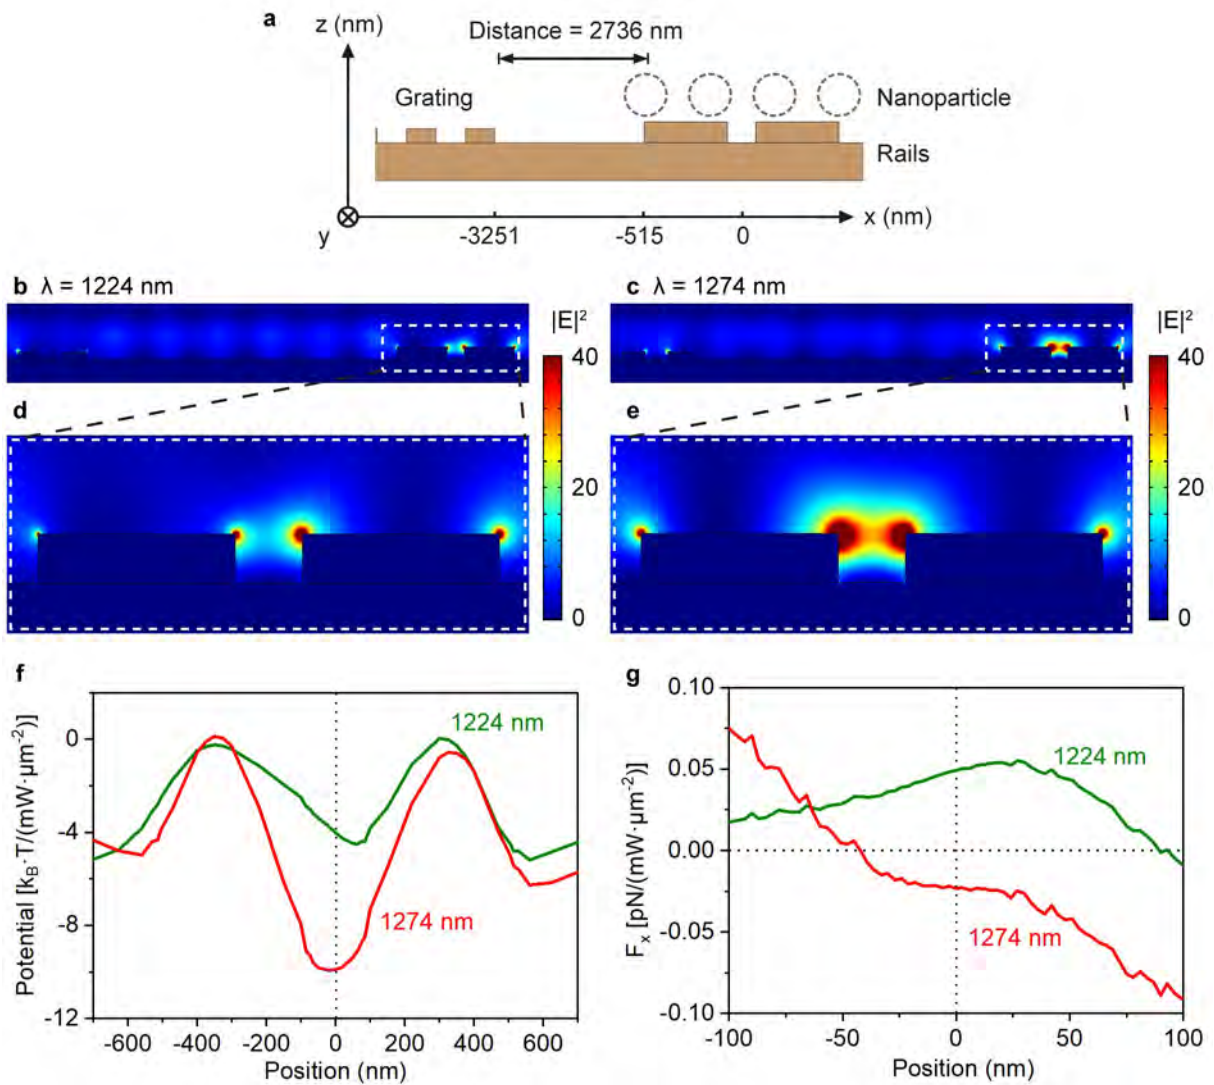 a
z (nm)
Distance = 2736 nm
Grating
Nanoparticle
Rails
y
x (nm)
-3251
-515
0
b λ = 1224 nm
c λ = 1274 nm
|E|²
40
20
0
|E|²
40
20
0
d
e
f
Potential [k_B·T/(mW·μm⁻²)]
0
-4
-8
-12
1224 nm
1274 nm
-600
-400
-200
0
200
400
600
Position (nm)
g
F_x [pN/(mW·μm⁻²)]
0.10
0.05
0.00
-0.05
-0.10
1224 nm
1274 nm
-100
-50
0
50
100
Position (nm)